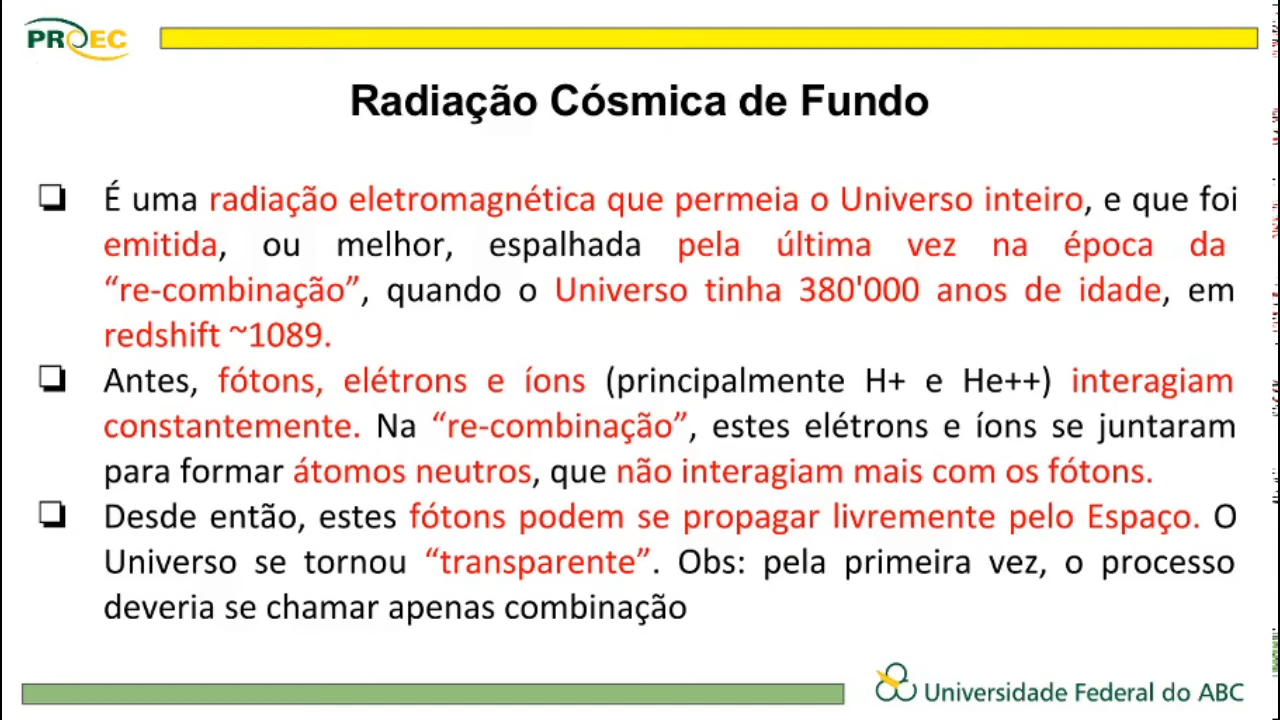 PROEC
Radiação Cósmica de Fundo
❑ É uma radiação eletromagnética que permeia o Universo inteiro, e que foi
emitida, ou melhor, espalhada pela última vez na época da
“re-combinação”, quando o Universo tinha 380'000 anos de idade, em
redshift ~1089.
❑ Antes, fótons, elétrons e íons (principalmente H+ e He++) interagiam
constantemente. Na “re-combinação”, estes elétrons e íons se juntaram
para formar átomos neutros, que não interagiam mais com os fótons.
❑ Desde então, estes fótons podem se propagar livremente pelo Espaço. O
Universo se tornou “transparente”. Obs: pela primeira vez, o processo
deveria se chamar apenas combinação
Universidade Federal do ABC